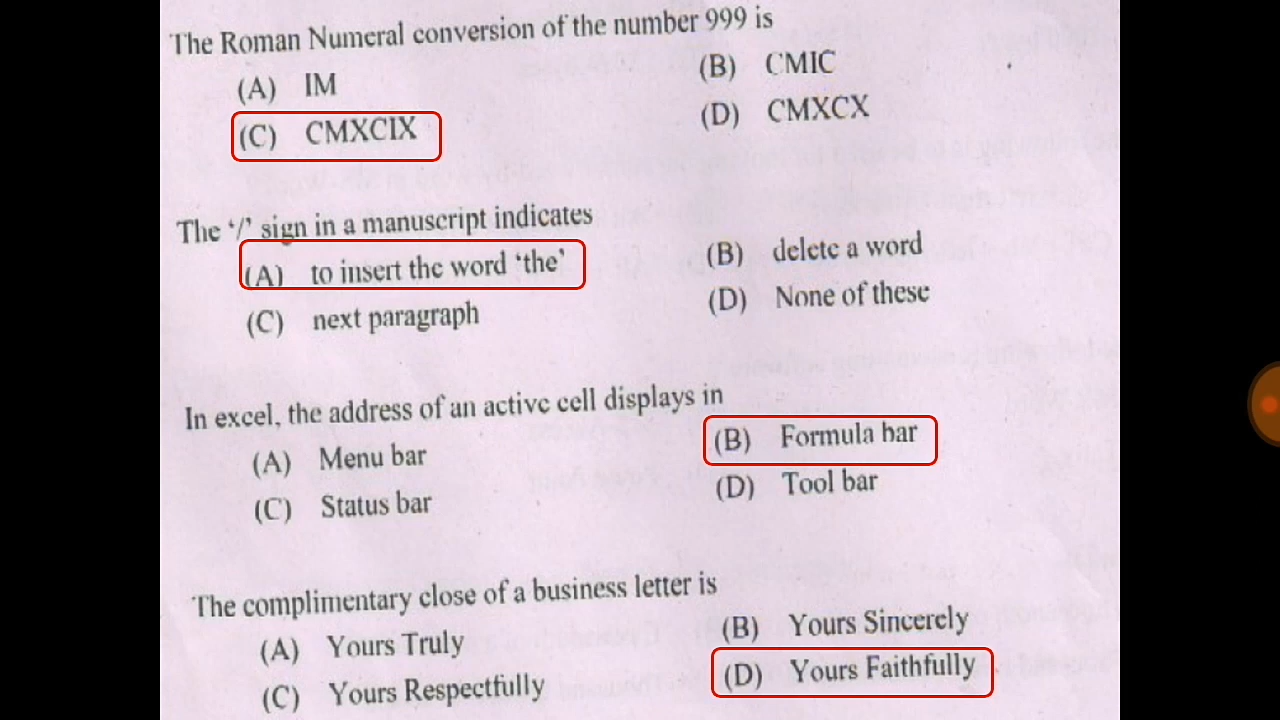 The Roman Numeral conversion of the number 999 is
(A) IM (B) CMIC
(C) CMXCIX (D) CMXCX
The ‘/’ sign in a manuscript indicates
(A) to insert the word ‘the’ (B) delete a word
(C) next paragraph (D) None of these
In excel, the address of an active cell displays in
(A) Menu bar (B) Formula bar
(C) Status bar (D) Tool bar
The complimentary close of a business letter is
(A) Yours Truly (B) Yours Sincerely
(C) Yours Respectfully (D) Yours Faithfully